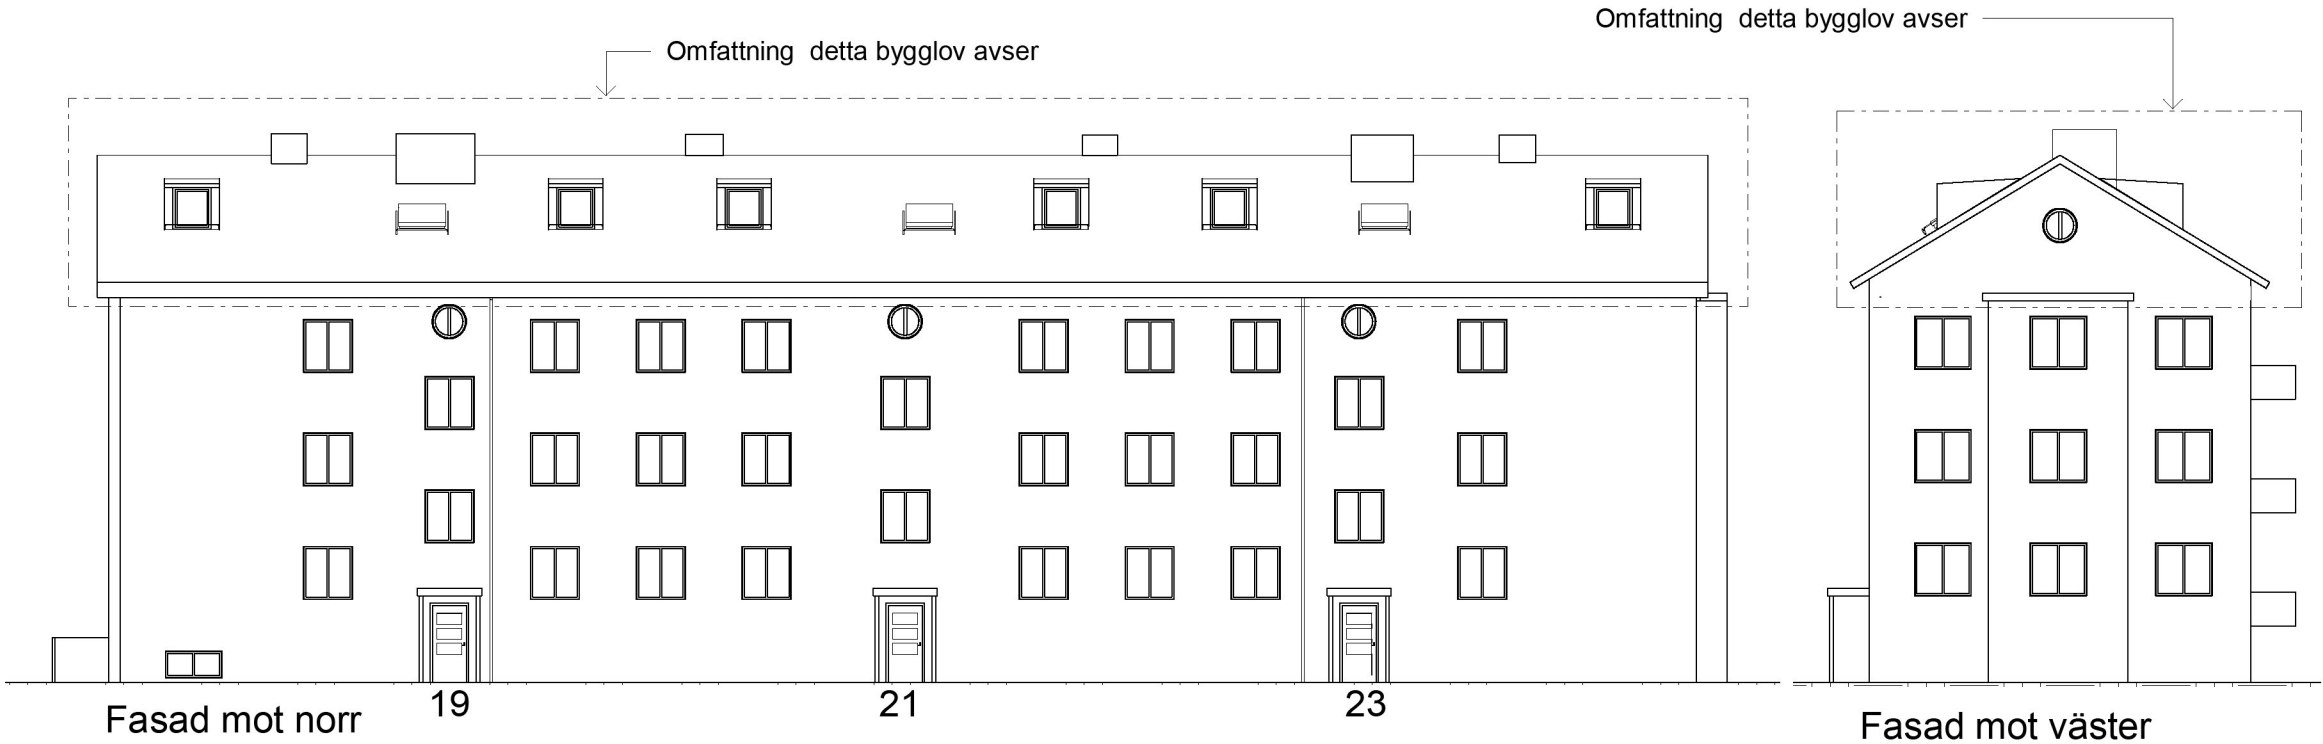 Omfattning detta bygglov avser
Omfattning detta bygglov avser
19
21
23
Fasad mot norr
Fasad mot väster